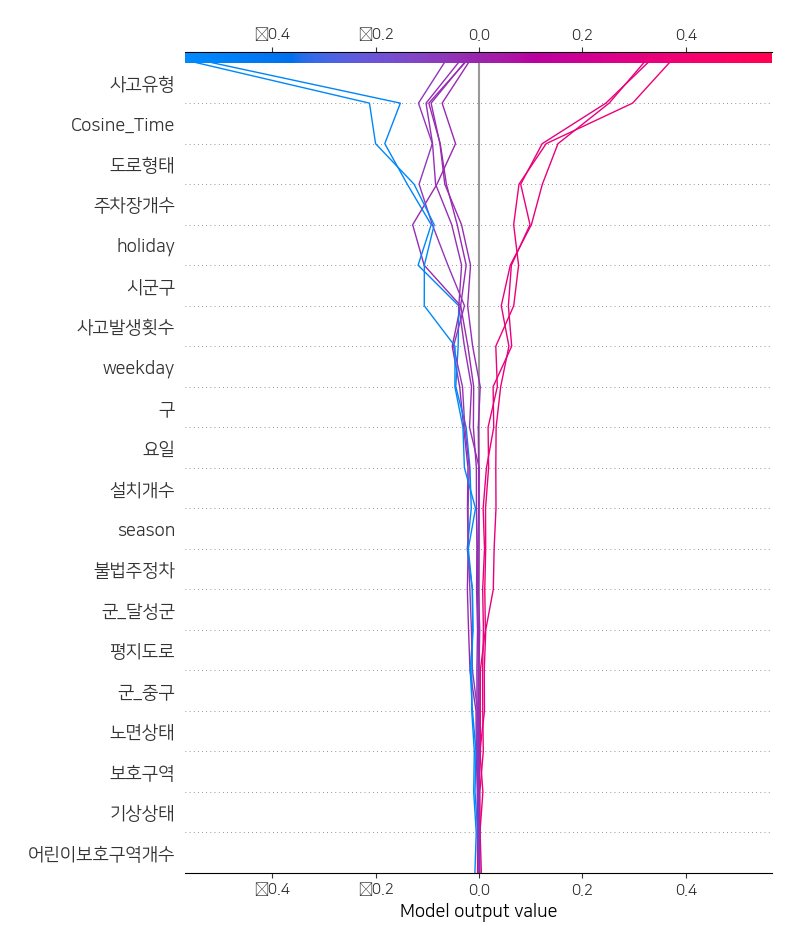 ☒0.4 ☒0.2 0.0 0.2 0.4
사고유형
Cosine_Time
도로형태
주차장개수
holiday
시군구
사고발생횟수
weekday
구
요일
설치개수
season
불법주정차
군_달성군
평지도로
군_중구
노면상태
보호구역
기상상태
어린이보호구역개수
☒0.4 ☒0.2 0.0 0.2 0.4
Model output value